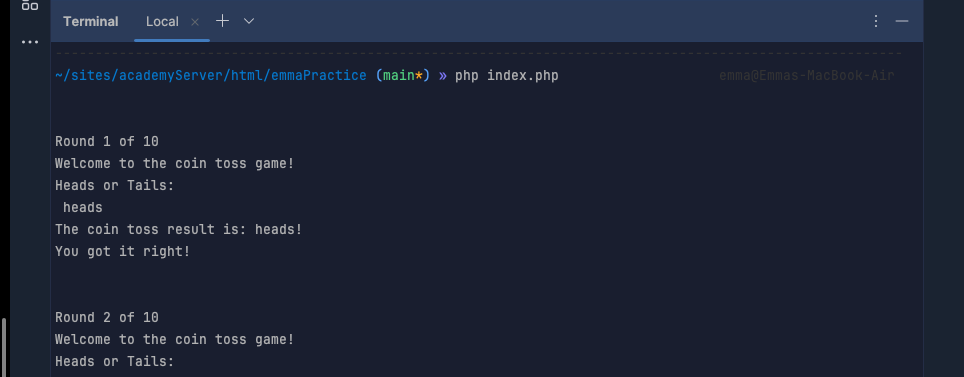 Terminal Local
~/sites/academyServer/html/emmaPractice (main*) » php index.php emma@Emmas-MacBook-Air
Round 1 of 10
Welcome to the coin toss game!
Heads or Tails:
heads
The coin toss result is: heads!
You got it right!
Round 2 of 10
Welcome to the coin toss game!
Heads or Tails: